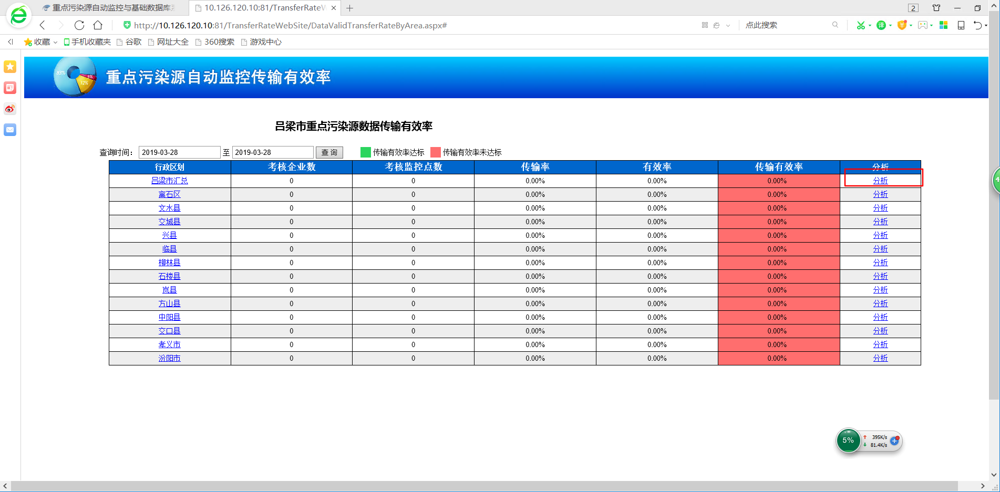 重点污染源自动监控与基础数据库系
10.126.120.10:81/TransferRateW
2
http://10.126.120.10:81/TransferRateWebSite/DataValidTransferRateByArea.aspx#
点此搜索
译
收藏
手机收藏夹
谷歌
网址大全
360搜索
游戏中心
83%
5%
12%
重点污染源自动监控传输有效率
吕梁市重点污染源数据传输有效率
查询时间： 2019-03-28 至 2019-03-28 查 询 传输有效率达标 传输有效率未达标
行政区划 考核企业数 考核监控点数 传输率 有效率 传输有效率 分析
吕梁市汇总 0 0 0.00% 0.00% 0.00% 分析
离石区 0 0 0.00% 0.00% 0.00% 分析
文水县 0 0 0.00% 0.00% 0.00% 分析
交城县 0 0 0.00% 0.00% 0.00% 分析
兴县 0 0 0.00% 0.00% 0.00% 分析
临县 0 0 0.00% 0.00% 0.00% 分析
柳林县 0 0 0.00% 0.00% 0.00% 分析
石楼县 0 0 0.00% 0.00% 0.00% 分析
岚县 0 0 0.00% 0.00% 0.00% 分析
方山县 0 0 0.00% 0.00% 0.00% 分析
中阳县 0 0 0.00% 0.00% 0.00% 分析
交口县 0 0 0.00% 0.00% 0.00% 分析
孝义市 0 0 0.00% 0.00% 0.00% 分析
汾阳市 0 0 0.00% 0.00% 0.00% 分析
4
5%
395K/s
81.4K/s